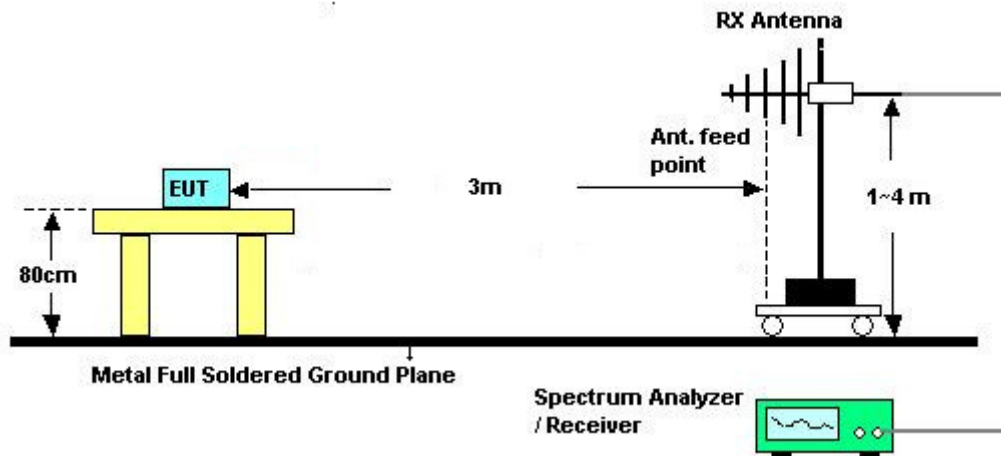 RX Antenna
Ant. feed
point
EUT
3m
1~4 m
80cm
Metal Full Soldered Ground Plane
Spectrum Analyzer
/ Receiver